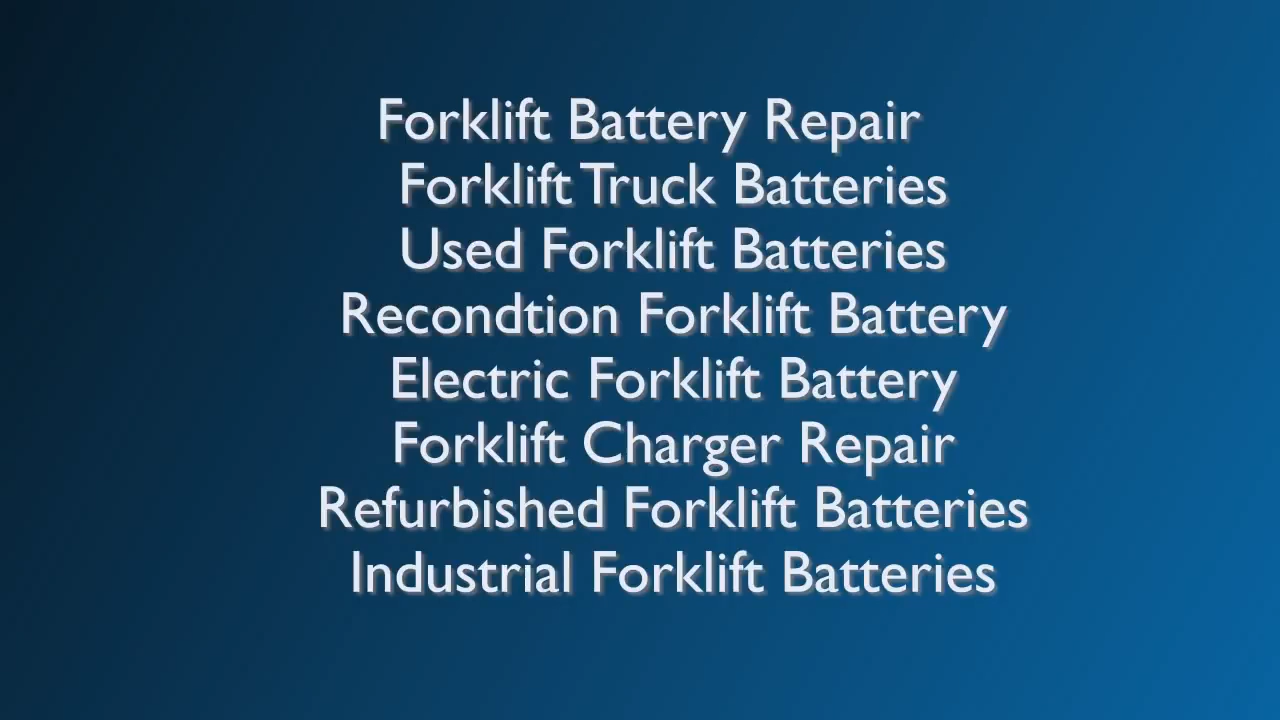 Forklift Battery Repair
Forklift Truck Batteries
Used Forklift Batteries
Recondtion Forklift Battery
Electric Forklift Battery
Forklift Charger Repair
Refurbished Forklift Batteries
Industrial Forklift Batteries